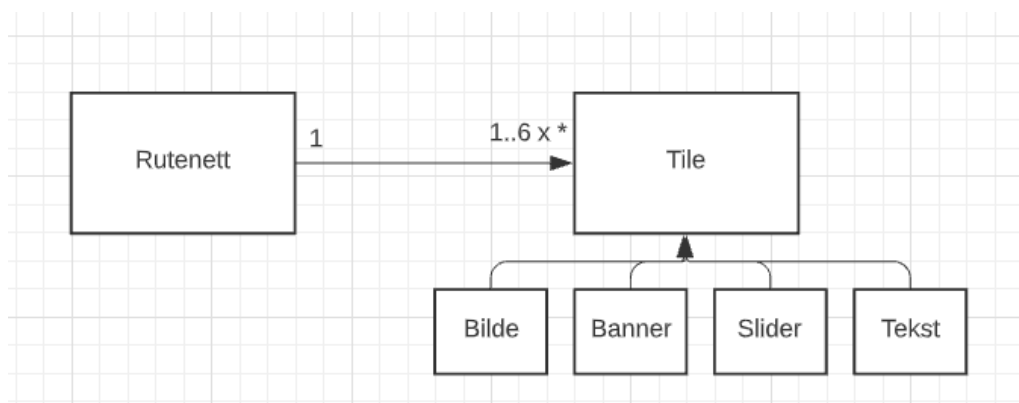 Rutenett
1
1..6 x *
Tile
Bilde
Banner
Slider
Tekst